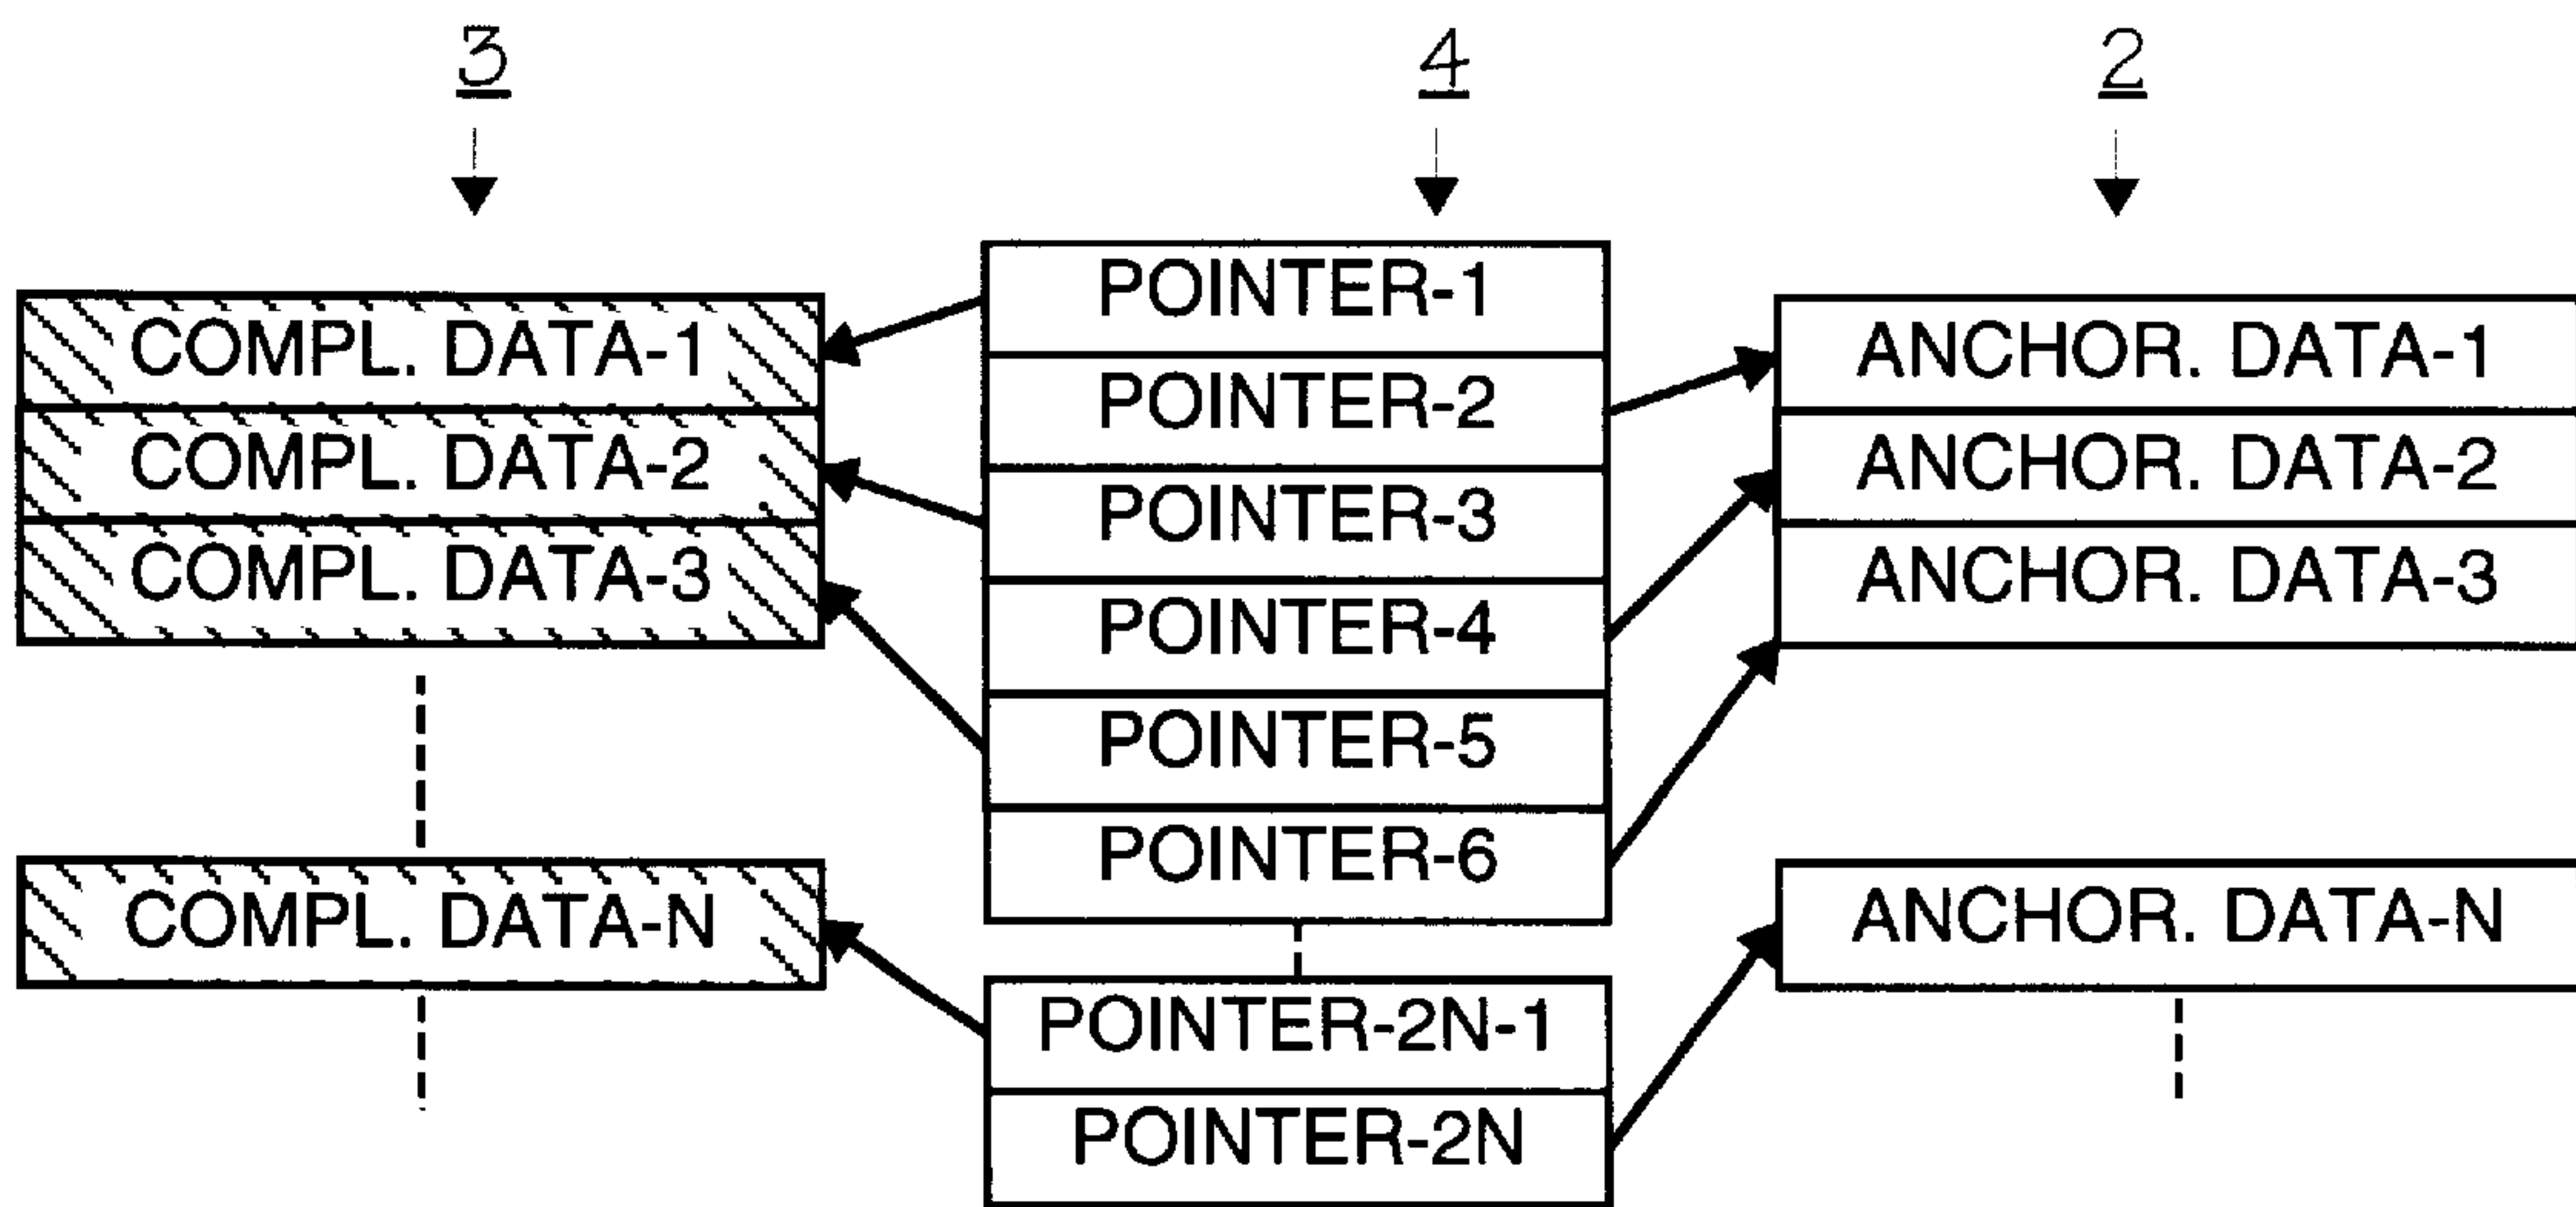 3
4
2
COMPL. DATA-1
COMPL. DATA-2
COMPL. DATA-3
COMPL. DATA-N
POINTER-1
POINTER-2
POINTER-3
POINTER-4
POINTER-5
POINTER-6
POINTER-2N-1
POINTER-2N
ANCHOR. DATA-1
ANCHOR. DATA-2
ANCHOR. DATA-3
ANCHOR. DATA-N